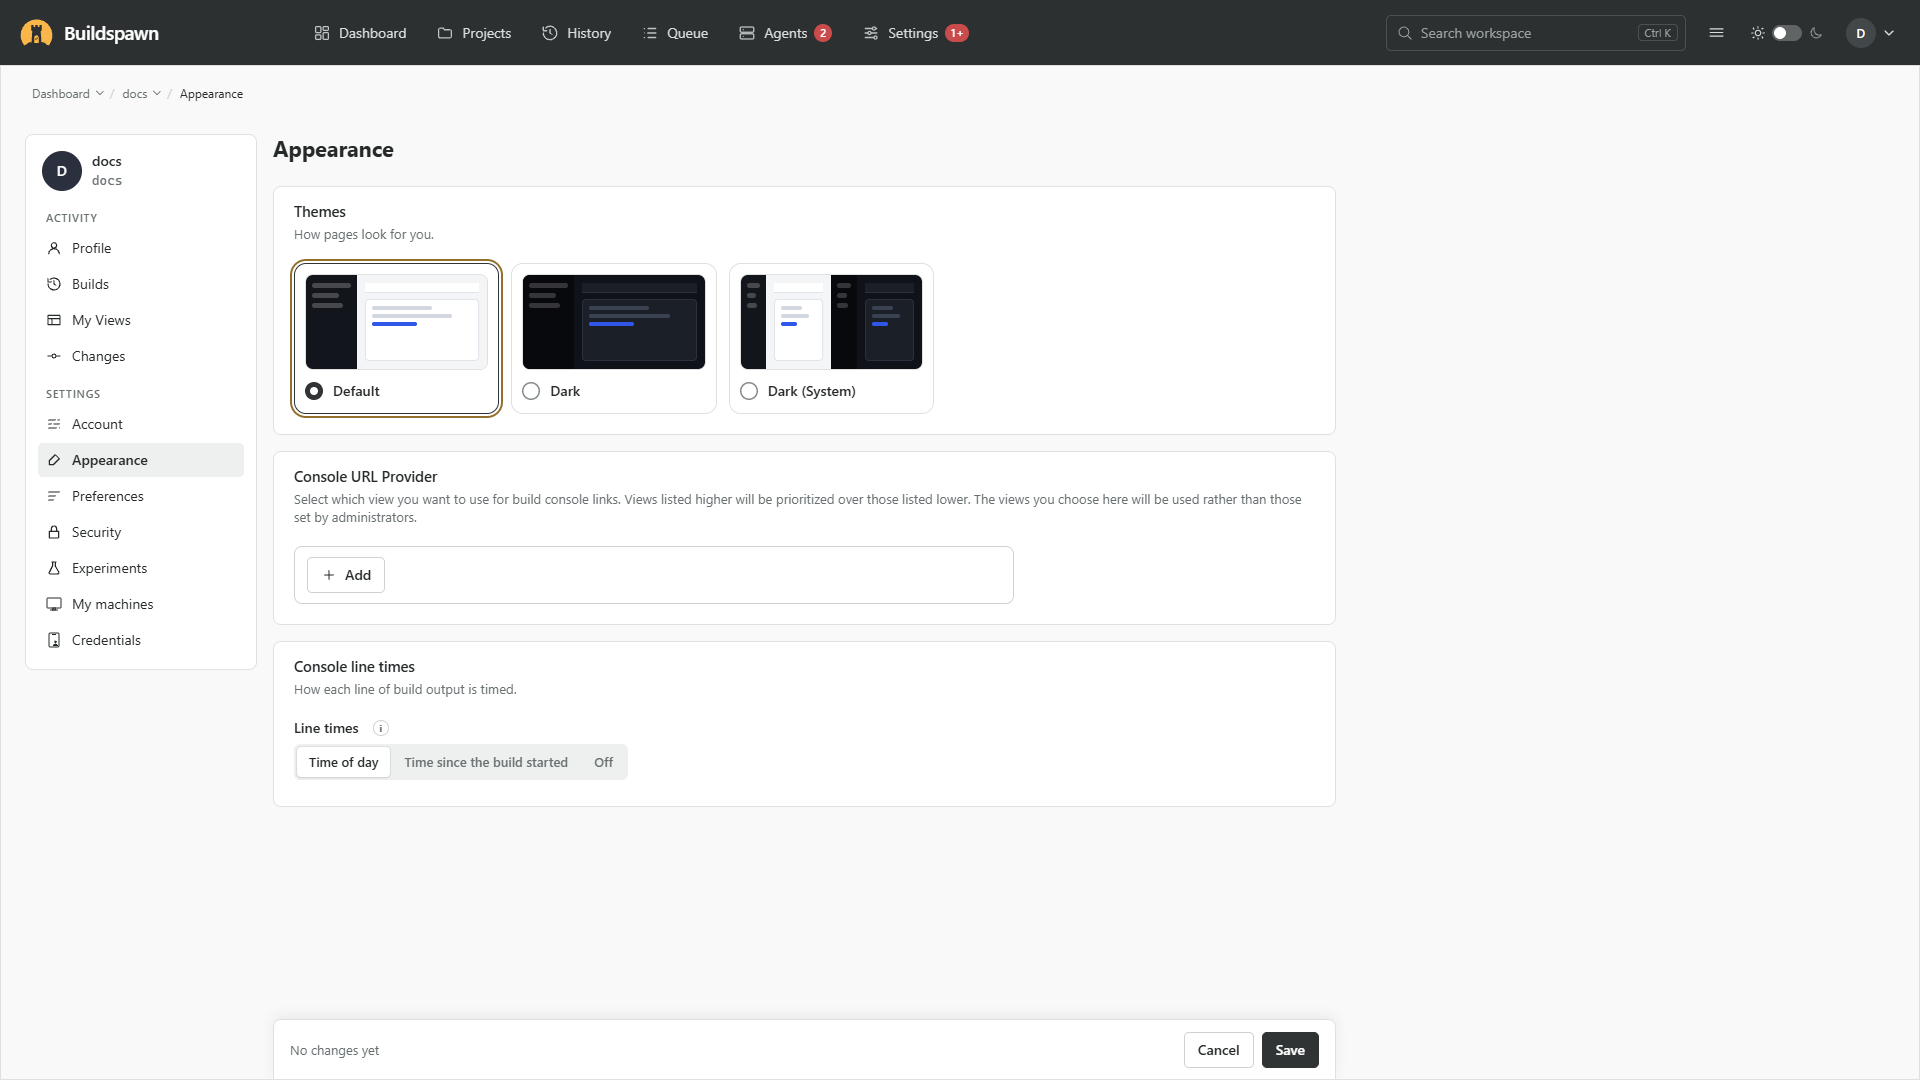 Buildspawn
Dashboard
Projects
History
Queue
Agents 2
Settings 1+
Search workspace Ctrl K
D
Dashboard / docs / Appearance
D
docs
docs
ACTIVITY
Profile
Builds
My Views
Changes
SETTINGS
Account
Appearance
Preferences
Security
Experiments
My machines
Credentials
Appearance
Themes
How pages look for you.
Default
Dark
Dark (System)
Console URL Provider
Select which view you want to use for build console links. Views listed higher will be prioritized over those listed lower. The views you choose here will be used rather than those
set by administrators.
Add
Console line times
How each line of build output is timed.
Line times
Time of day
Time since the build started
Off
No changes yet
Cancel
Save